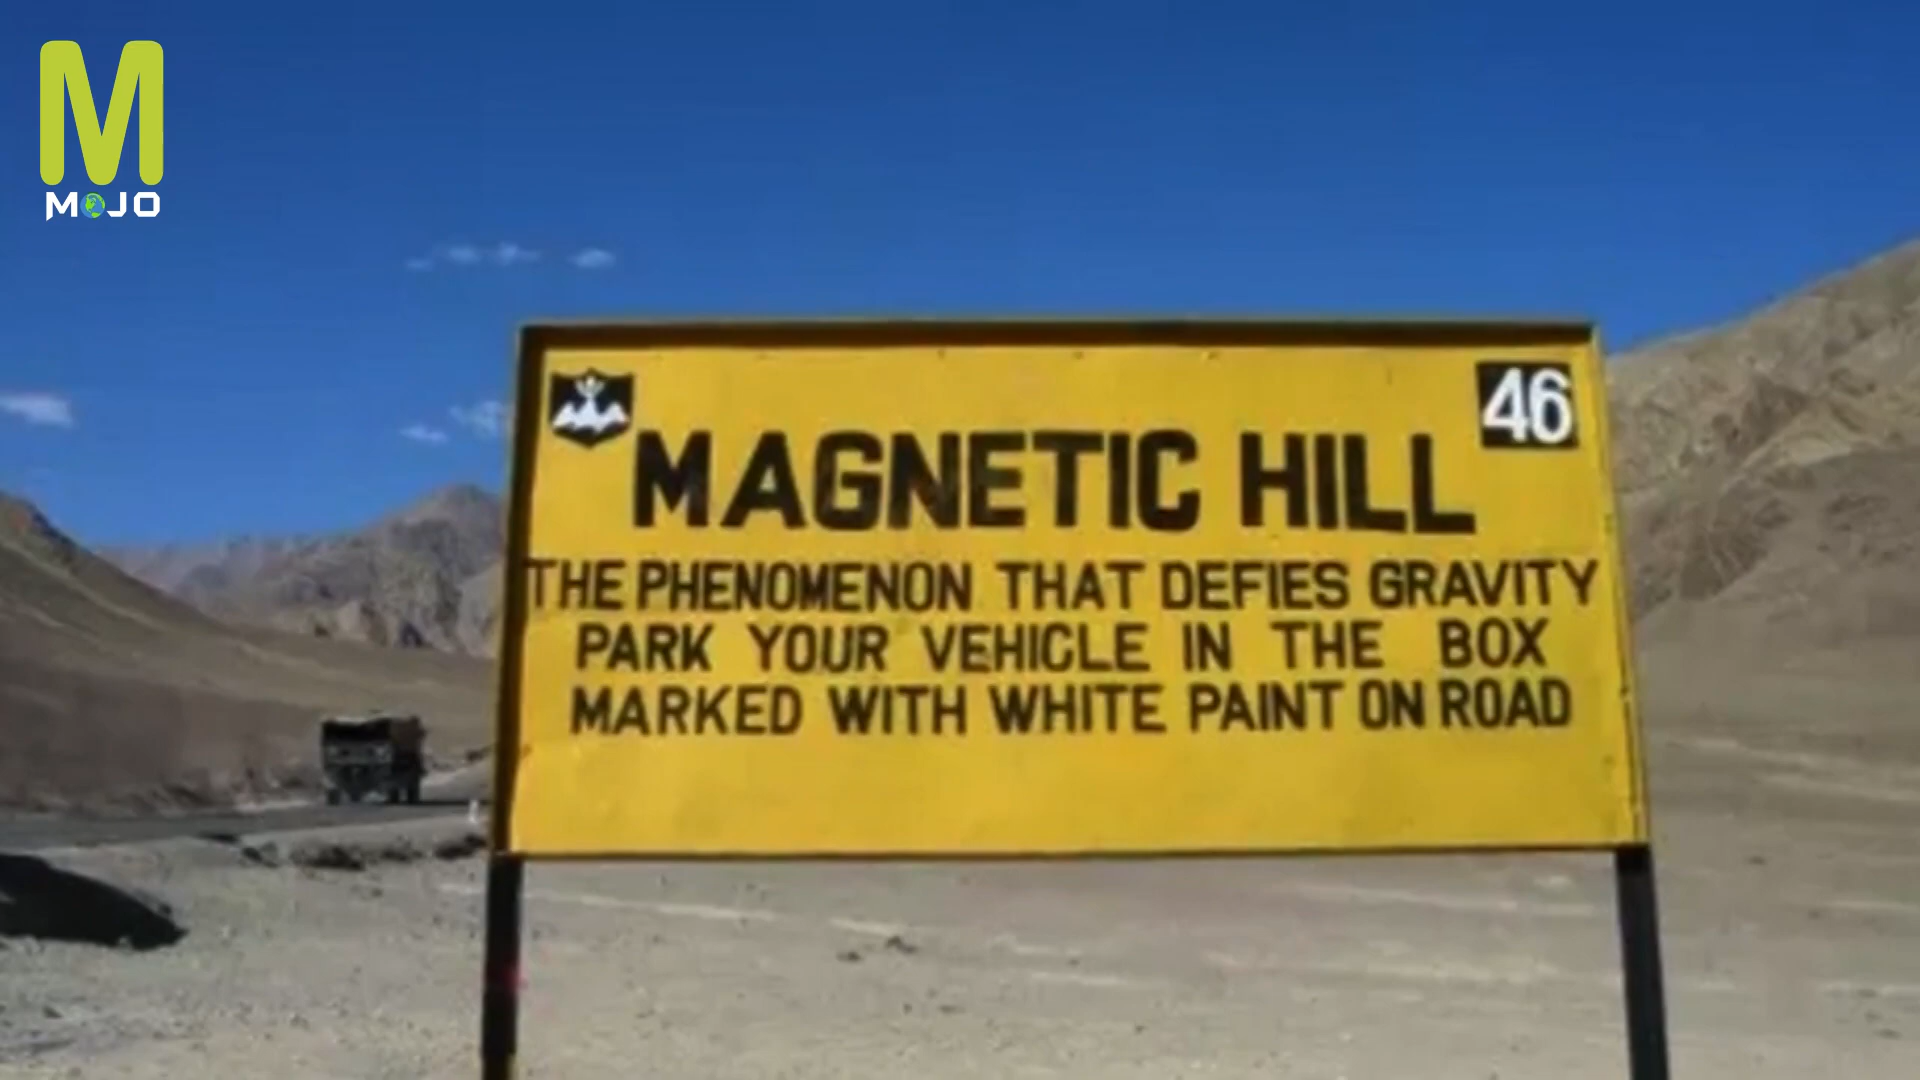 M
MOJO
46
MAGNETIC HILL
THE PHENOMENON THAT DEFIES GRAVITY
PARK YOUR VEHICLE IN THE BOX
MARKED WITH WHITE PAINT ON ROAD